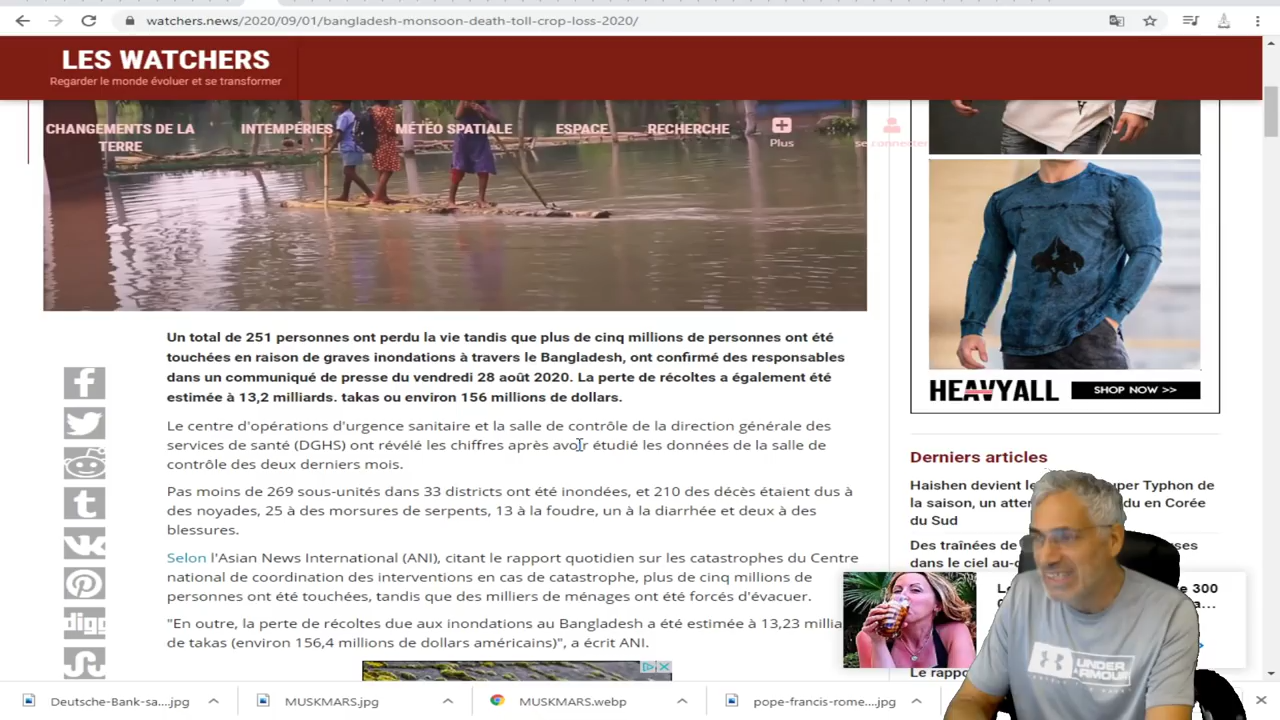 watchers.news/2020/09/01/bangladesh-monsoon-death-toll-crop-loss-2020/
LES WATCHERS
Regarder le monde évoluer et se transformer
CHANGEMENTS DE LA
TERRE
INTEMPÉRIES
MÉTÉO SPATIALE
ESPACE
RECHERCHE
Plus
se connecter
Un total de 251 personnes ont perdu la vie tandis que plus de cinq millions de personnes ont été
touchées en raison de graves inondations à travers le Bangladesh, ont confirmé des responsables
dans un communiqué de presse du vendredi 28 août 2020. La perte de récoltes a également été
estimée à 13,2 milliards. takas ou environ 156 millions de dollars.
Le centre d'opérations d'urgence sanitaire et la salle de contrôle de la direction générale des
services de santé (DGHS) ont révélé les chiffres après avoir étudié les données de la salle de
contrôle des deux derniers mois.
Pas moins de 269 sous-unités dans 33 districts ont été inondées, et 210 des décès étaient dus à
des noyades, 25 à des morsures de serpents, 13 à la foudre, un à la diarrhée et deux à des
blessures.
Selon l'Asian News International (ANI), citant le rapport quotidien sur les catastrophes du Centre
national de coordination des interventions en cas de catastrophe, plus de cinq millions de
personnes ont été touchées, tandis que des milliers de ménages ont été forcés d'évacuer.
"En outre, la perte de récoltes due aux inondations au Bangladesh a été estimée à 13,23
de takas (environ 156,4 millions de dollars américains)", a écrit ANI.
digg
HEAVYALL
SHOP NOW >>
Derniers articles
Haishen devient le
Typhon de
la saison, un
en Corée
du Sud
Des traînées de
dans le ciel
300
UNDER
ARMOUR
Deutsche-Bank-sa....jpg
MUSKMARS.jpg
MUSKMARS.webp
pope-francis-rome....jpg